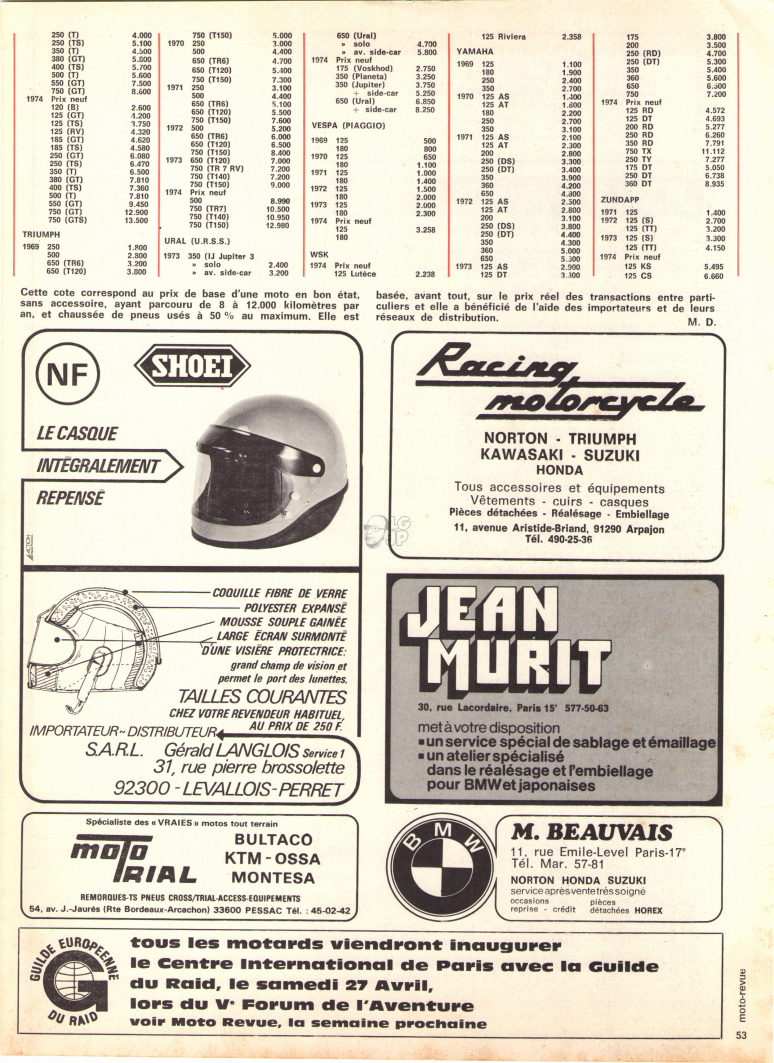 250 (T) 4.000
250 (TS) 5.100
350 (T) 4.500
380 (GT) 5.800
400 (TS) 5.700
500 (T) 5.600
550 (GT) 7.500
750 (GT) 8.600
1974 Prix neuf
120 (B) 2.600
125 (GT) 4.200
125 (TS) 3.750
125 (RV) 4.320
185 (GT) 4.620
185 (TS) 4.580
250 (GT) 6.080
250 (TS) 6.470
350 (T) 6.500
380 (GT) 7.810
400 (TS) 7.360
500 (T) 7.810
550 (GT) 9.450
750 (GT) 12.900
750 (GTS) 13.500
TRIUMPH
1969 250 1.800
500 2.800
650 (TR6) 3.200
650 (T120) 3.800
750 (T150) 5.000
1970 250 3.000
500 4.400
650 (TR6) 4.700
650 (T120) 5.400
750 (T150) 7.300
1971 250 3.100
500 4.400
650 (TR6) 5.100
650 (T120) 5.500
750 (T150) 7.600
1972 500 5.200
650 (TR6) 6.000
650 (T120) 6.500
750 (T150) 8.400
1973 650 (T120) 7.000
750 (TR 7 RV) 7.200
750 (T140) 7.200
750 (T150) 9.000
1974 Prix neuf
500 8.990
750 (TR7) 10.500
750 (T140) 10.950
750 (T150) 12.980
URAL (U.R.S.S.)
1973 350 (IJ Jupiter 3
» solo 2.400
» av. side-car 3.200
650 (Ural)
» solo 4.700
» av. side-car 5.800
1974 Prix neuf
175 (Voskhod) 2.750
350 (Planeta) 3.250
350 (Jupiter) 3.750
+ side-car 5.250
650 (Ural) 6.850
+ side-car 8.250
VESPA (PIAGGIO)
1969 125 500
180 800
1970 125 650
180 1.100
1971 125 1.000
180 1.400
1972 125 1.500
180 2.000
1973 125 2.000
180 2.300
1974 Prix neuf
125 3.258
180
WSK
1974 Prix neuf
125 Lutèce 2.238
125 Riviera 2.358
YAMAHA
1969 125 1.100
180 1.900
250 2.400
350 2.700
1970 125 AS 1.400
125 AT 1.800
180 2.200
250 2.700
350 3.100
1971 125 AS 2.100
125 AT 2.300
200 2.800
250 (DS) 3.300
250 (DT) 3.400
350 3.900
360 4.200
650 4.800
1972 125 AS 2.500
125 AT 2.800
200 3.100
250 (DS) 3.800
250 (DT) 4.400
350 4.300
360 5.000
650 5.300
1973 125 AS 2.900
125 DT 3.300
175 3.800
200 3.500
250 (RD) 4.700
250 (DT) 5.300
350 5.400
360 5.600
650 6.500
750 7.200
1974 Prix neuf
125 RD 4.572
125 DT 4.693
200 RD 5.277
250 RD 6.260
350 RD 7.791
750 TX 11.112
250 TY 7.277
175 DT 5.050
250 DT 6.738
360 DT 8.935
ZUNDAPP
1971 125 1.400
1972 125 (S) 2.700
125 (TT) 3.200
1973 125 (S) 3.300
125 (TT) 4.150
1974 Prix neuf
125 KS 5.495
125 CS 6.660
Cette cote correspond au prix de base d'une moto en bon état,
sans accessoire, ayant parcouru de 8 à 12.000 kilomètres par
an, et chaussée de pneus usés à 50 % au maximum. Elle est
basée, avant tout, sur le prix réel des transactions entre parti-
culiers et elle a bénéficié de l'aide des importateurs et de leurs
réseaux de distribution.
M. D.
NF
SHOEI
LE CASQUE
INTÉGRALEMENT
REPENSÉ
COQUILLE FIBRE DE VERRE
POLYESTER EXPANSÉ
MOUSSE SOUPLE GAINÉE
LARGE ÉCRAN SURMONTÉ
D'UNE VISIÈRE PROTECTRICE:
grand champ de vision et
permet le port des lunettes.
TAILLES COURANTES
CHEZ VOTRE REVENDEUR HABITUEL,
AU PRIX DE 250 F.
IMPORTATEUR~DISTRIBUTEUR
S.A.R.L. Gérald LANGLOIS Service 1
31, rue pierre brossolette
92300 - LEVALLOIS-PERRET
Racing
motorcycle
NORTON - TRIUMPH
KAWASAKI - SUZUKI
HONDA
Tous accessoires et équipements
Vêtements - cuirs - casques
Pièces détachées - Réalésage - Embiellage
11, avenue Aristide-Briand, 91290 Arpajon
Tél. 490-25-36
JEAN
MURIT
30, rue Lacordaire, Paris 15' 577-50-63
met à votre disposition
■ un service spécial de sablage et émaillage
■ un atelier spécialisé
dans le réalésage et l'embiellage
pour BMW et japonaises
Spécialiste des « VRAIES » motos tout terrain
moTo
TRIAL
BULTACO
KTM - OSSA
MONTESA
REMORQUES-TS PNEUS CROSS/TRIAL-ACCESS-EQUIPEMENTS
54, av. J.-Jaurés (Rte Bordeaux-Arcachon) 33600 PESSAC Tél. : 45-02-42
BMW
M. BEAUVAIS
11, rue Emile-Level Paris-17e
Tél. Mar. 57-81
NORTON HONDA SUZUKI
service après vente très soigné
occasions pièces
reprise - crédit détachées HOREX
GUILDE EUROPEENNE
DU RAID
tous les motards viendront inaugurer
le Centre International de Paris avec la Guilde
du Raid, le samedi 27 Avril,
lors du Ve Forum de l'Aventure
voir Moto Revue, la semaine prochaine
moto-revue
53